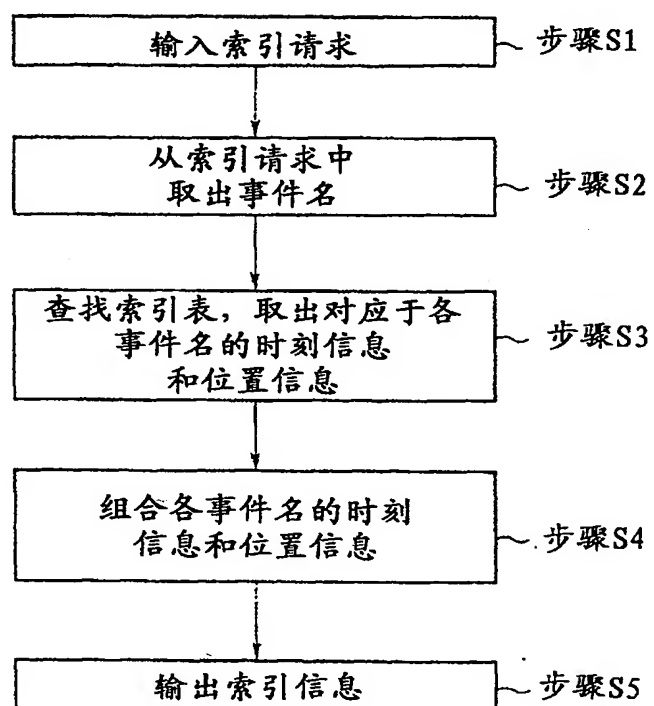 输入索引请求
步骤S1
从索引请求中
取出事件名
步骤S2
查找索引表，取出对应于各
事件名的时刻信息
和位置信息
步骤S3
组合各事件名的时刻
信息和位置信息
步骤S4
输出索引信息
步骤S5